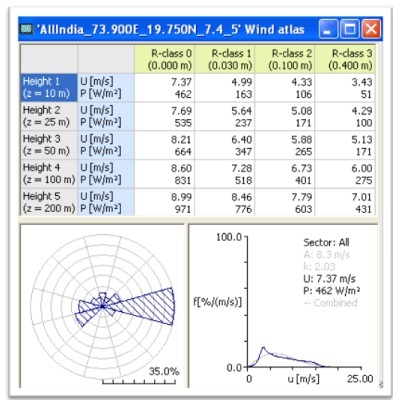 'AllIndia_73.900E_19.750N_7.4_5' Wind atlas
R-class 0 R-class 1 R-class 2 R-class 3
(0.000 m) (0.030 m) (0.100 m) (0.400 m)
Height 1 U [m/s] 7.37 4.99 4.33 3.43
(z = 10 m) P [W/m²] 462 163 106 51
Height 2 U [m/s] 7.69 5.64 5.08 4.29
(z = 25 m) P [W/m²] 535 237 171 100
Height 3 U [m/s] 8.21 6.40 5.88 5.13
(z = 50 m) P [W/m²] 664 347 265 171
Height 4 U [m/s] 8.60 7.28 6.73 6.00
(z = 100 m) P [W/m²] 831 518 401 275
Height 5 U [m/s] 8.99 8.46 7.79 7.01
(z = 200 m) P [W/m²] 971 776 603 431
35.0%
100.0
f[%/(m/s)]
0.0
0 u [m/s] 25.00
Sector: All
A: 8.3 m/s
k: 2.03
U: 7.37 m/s
P: 462 W/m²
-- Combined